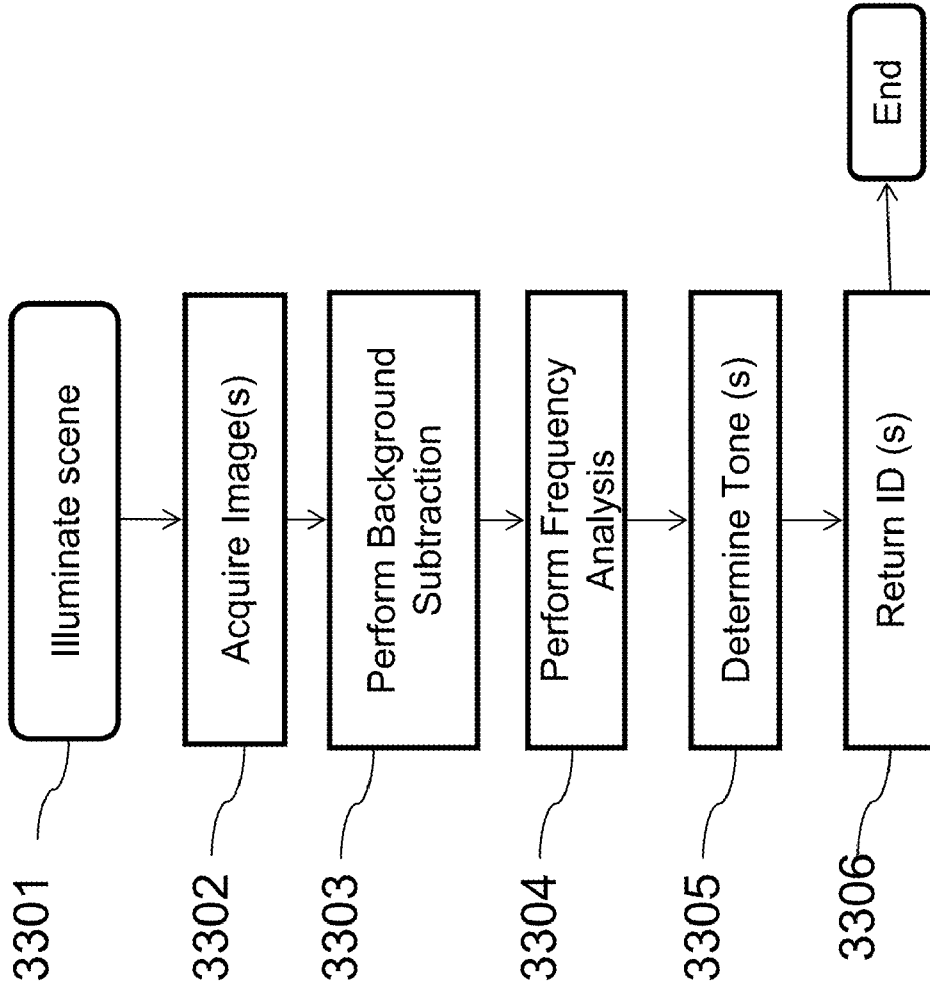 3301
Illuminate scene
3302
Acquire Image(s)
3303
Perform Background
Subtraction
3304
Perform Frequency
Analysis
3305
Determine Tone (s)
3306
Return ID (s)
End